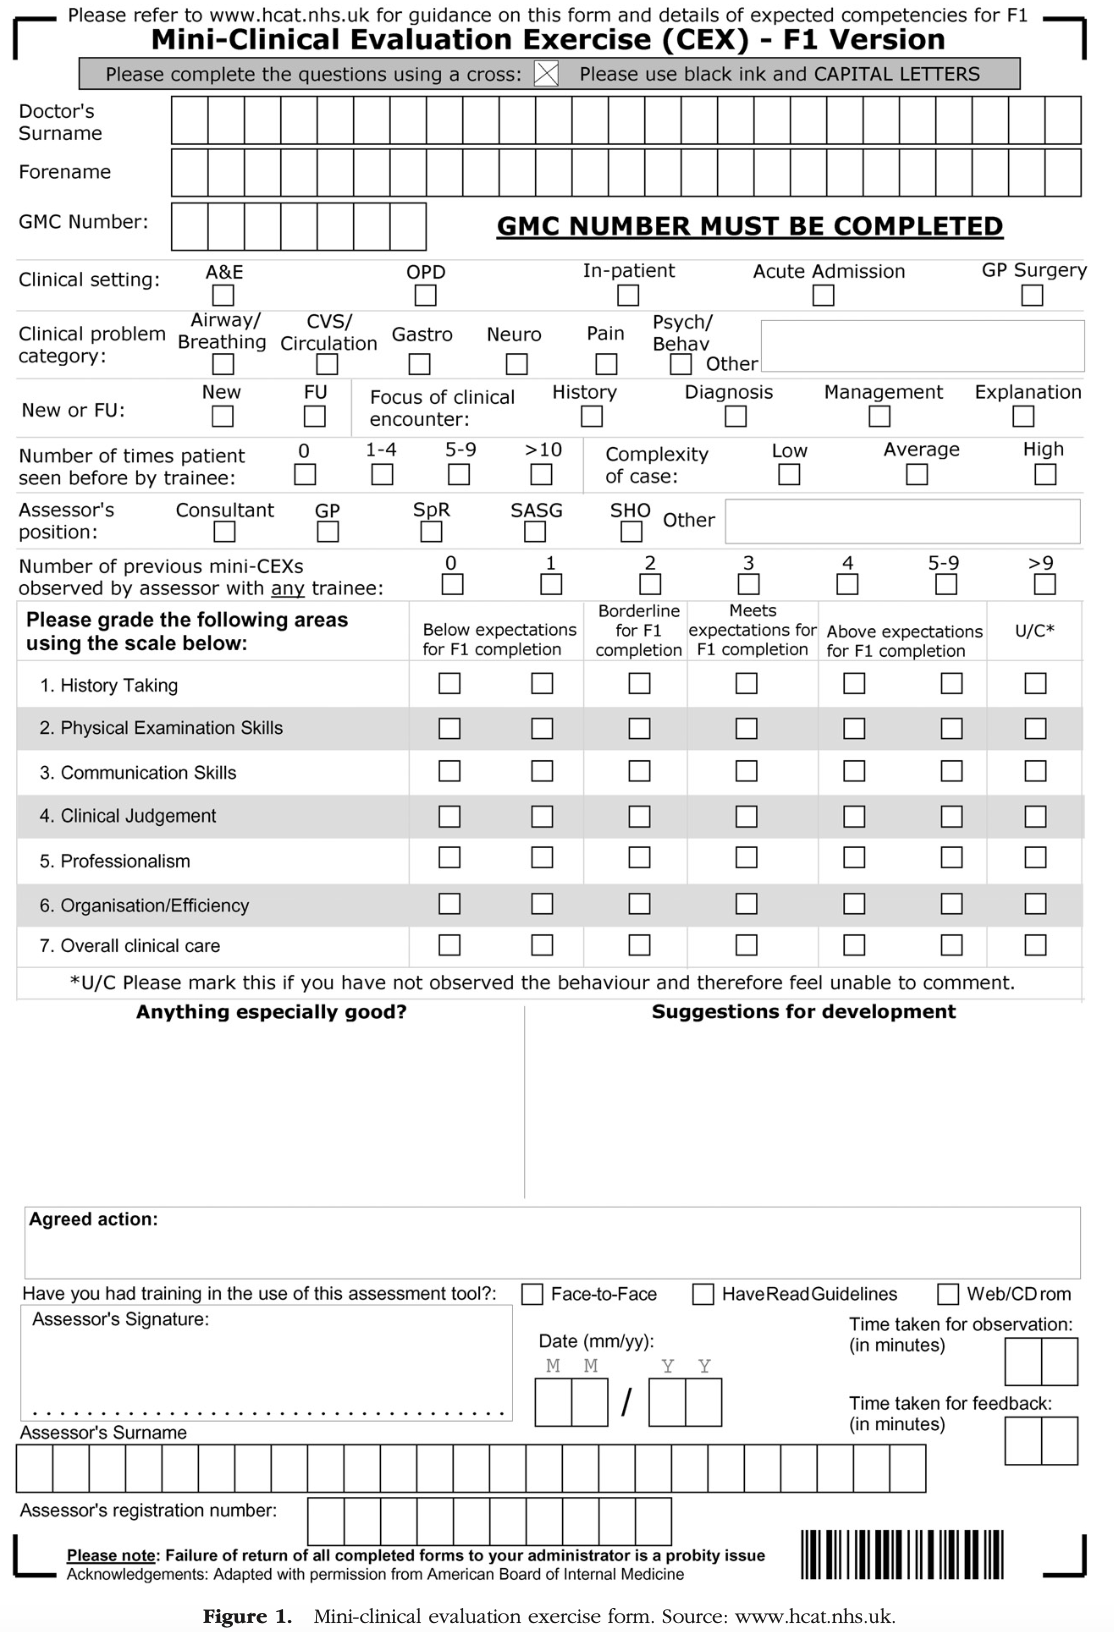 Please refer to www.hcat.nhs.uk for guidance on this form and details of expected competencies for F1
Mini-Clinical Evaluation Exercise (CEX) - F1 Version
Please complete the questions using a cross: Please use black ink and CAPITAL LETTERS
Doctor's
Surname
Forename
GMC Number: GMC NUMBER MUST BE COMPLETED
Clinical setting: A&E OPD In-patient Acute Admission GP Surgery
Clinical problem
category: Airway/
Breathing CVS/
Circulation Gastro Neuro Pain Psych/
Behav Other
New or FU: New FU Focus of clinical
encounter: History Diagnosis Management Explanation
Number of times patient
seen before by trainee: 0 1-4 5-9 >10 Complexity
of case: Low Average High
Assessor's
position: Consultant GP SpR SASG SHO Other
Number of previous mini-CEXs
observed by assessor with any trainee: 0 1 2 3 4 5-9 >9
Please grade the following areas
using the scale below: Below expectations
for F1 completion Borderline
for F1
completion Meets
expectations for
F1 completion Above expectations
for F1 completion U/C*
1. History Taking
2. Physical Examination Skills
3. Communication Skills
4. Clinical Judgement
5. Professionalism
6. Organisation/Efficiency
7. Overall clinical care
*U/C Please mark this if you have not observed the behaviour and therefore feel unable to comment.
Anything especially good? Suggestions for development
Agreed action:
Have you had training in the use of this assessment tool?: Face-to-Face Have Read Guidelines Web/CD rom
Assessor's Signature:
Date (mm/yy):
M M Y Y
/
Time taken for observation:
(in minutes)
Time taken for feedback:
(in minutes)
Assessor's Surname
Assessor's registration number:
Please note: Failure of return of all completed forms to your administrator is a probity issue
Acknowledgements: Adapted with permission from American Board of Internal Medicine
Figure 1. Mini-clinical evaluation exercise form. Source: www.hcat.nhs.uk.